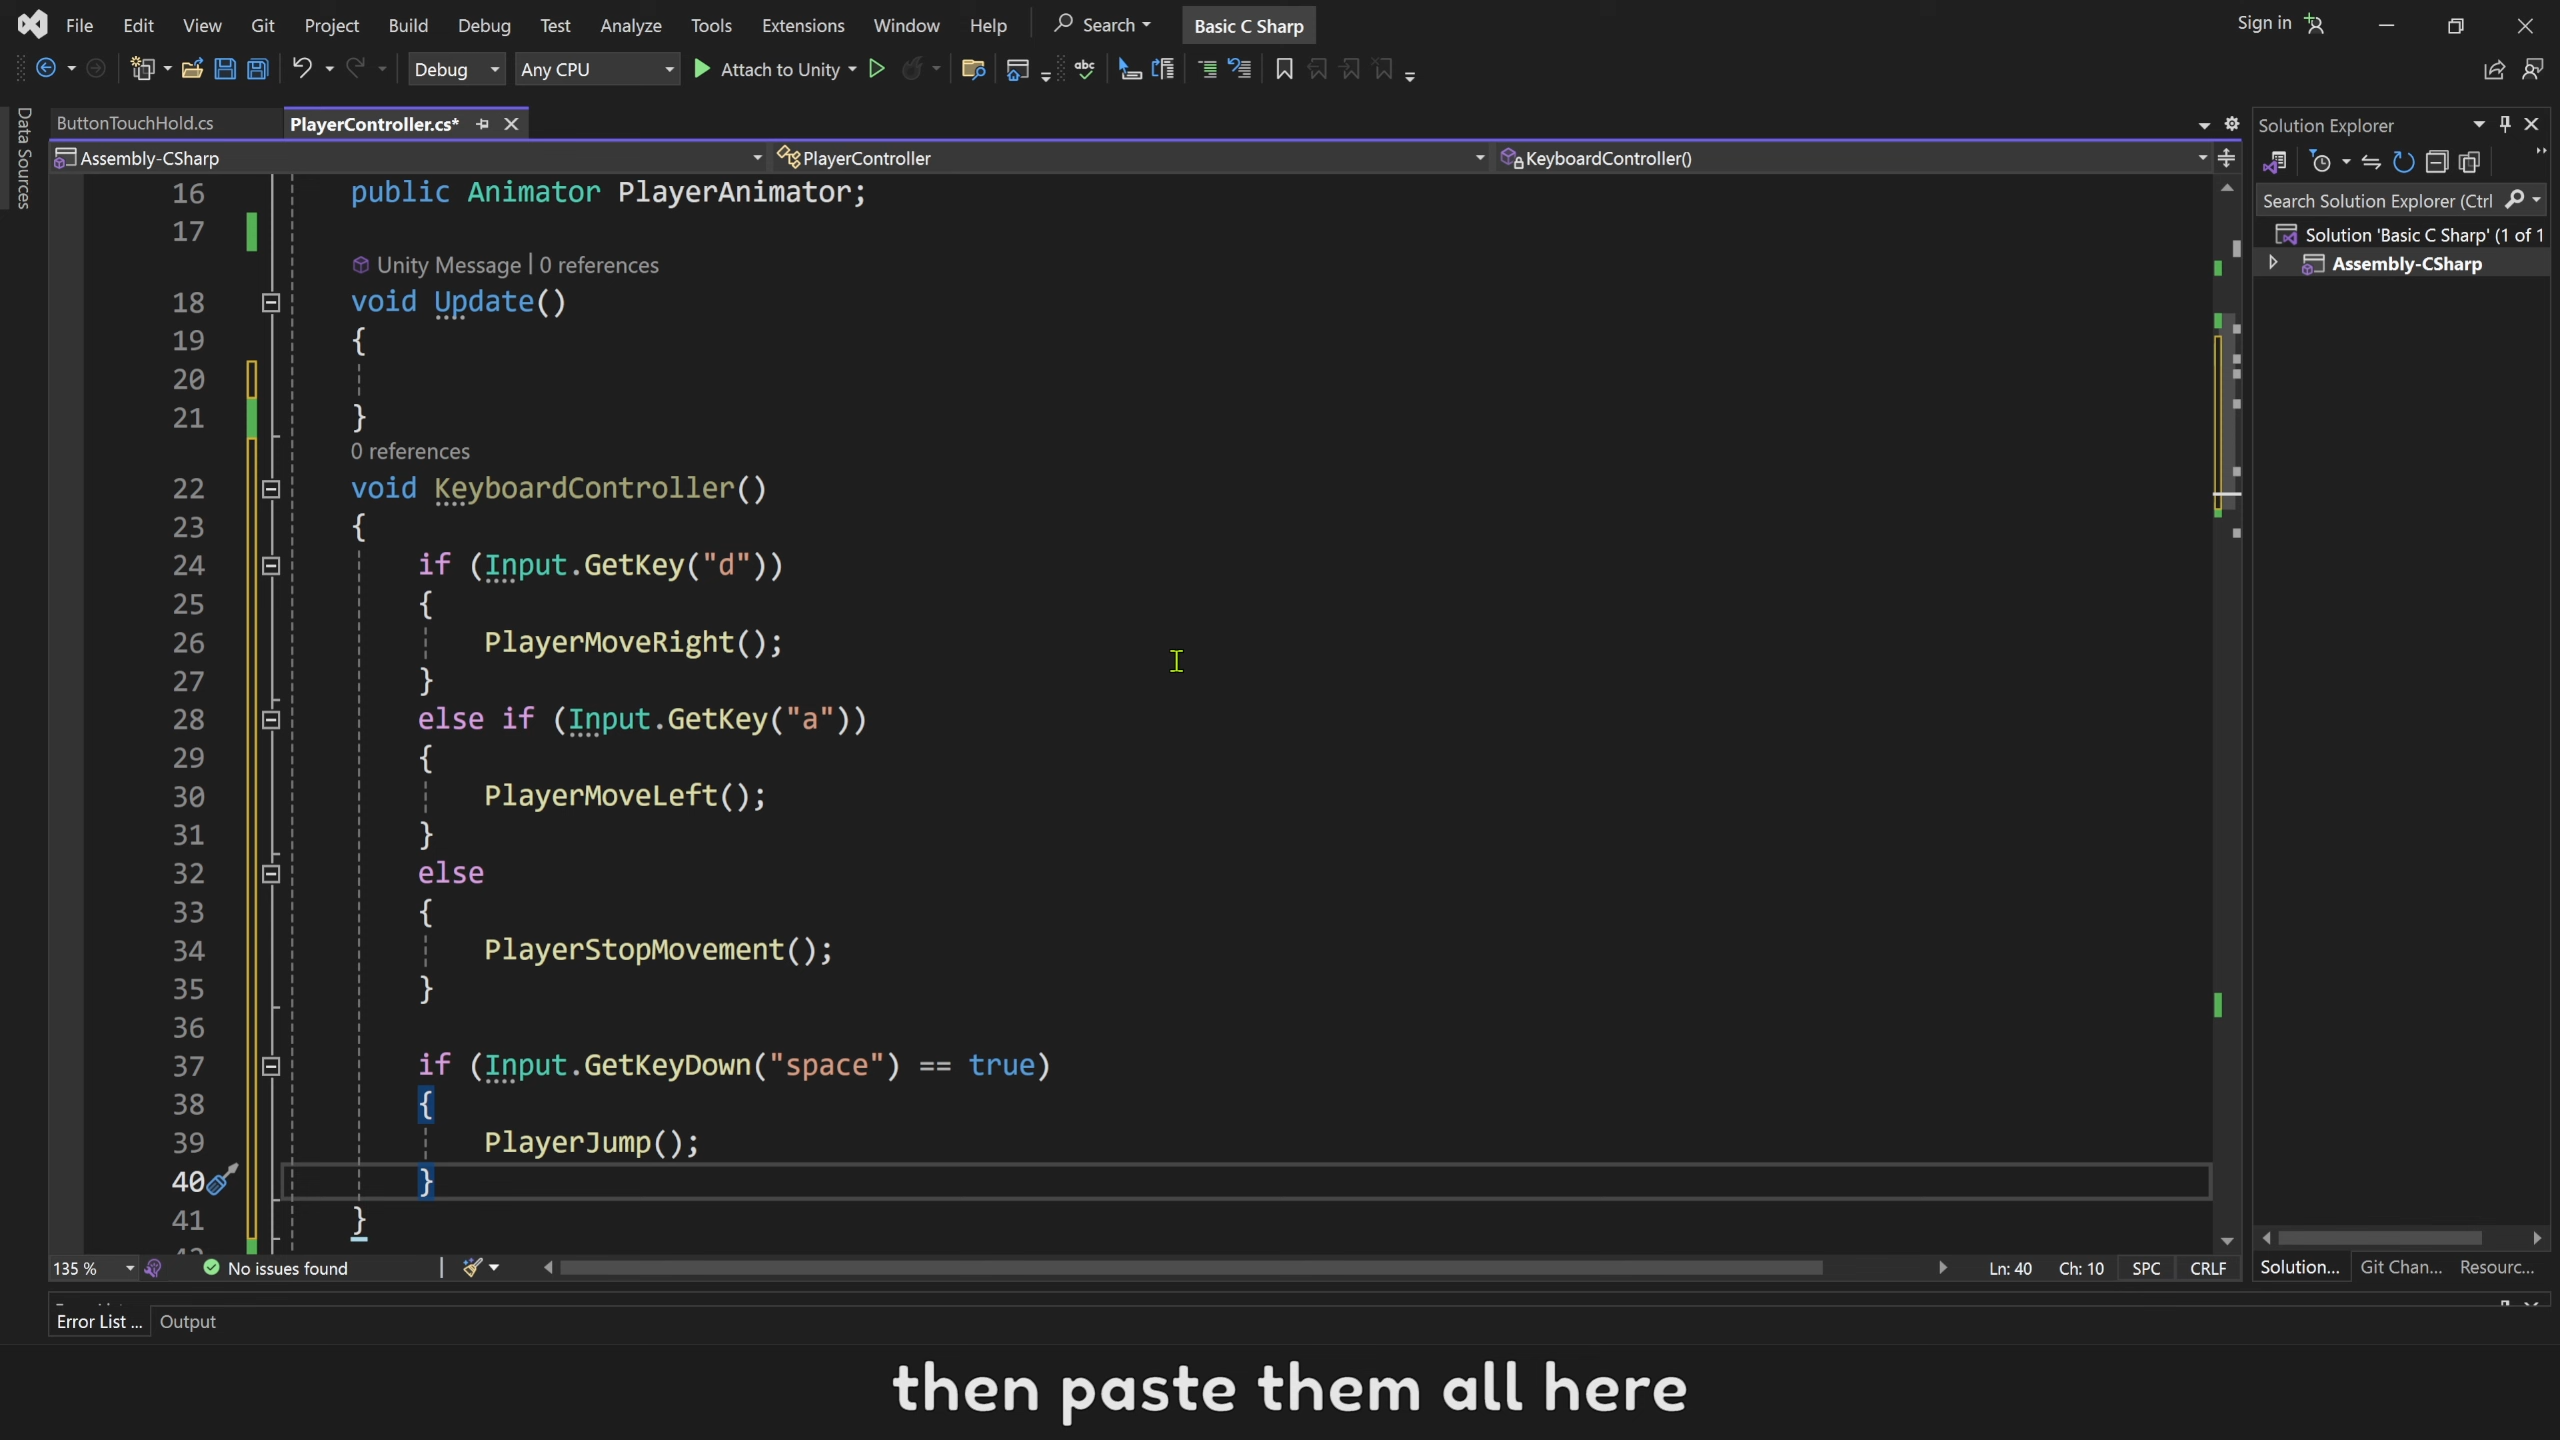 File Edit View Git Project Build Debug Test Analyze Tools Extensions Window Help Search Basic C Sharp Sign in
Debug Any CPU Attach to Unity
Data Sources
ButtonTouchHold.cs PlayerController.cs*
Assembly-CSharp PlayerController KeyboardController()
16 public Animator PlayerAnimator;
17
Unity Message | 0 references
18 void Update()
19 {
20
21 }
0 references
22 void KeyboardController()
23 {
24 if (Input.GetKey("d"))
25 {
26 PlayerMoveRight();
27 }
28 else if (Input.GetKey("a"))
29 {
30 PlayerMoveLeft();
31 }
32 else
33 {
34 PlayerStopMovement();
35 }
36
37 if (Input.GetKeyDown("space") == true)
38 {
39 PlayerJump();
40 }
41 }
135 % No issues found Ln: 40 Ch: 10 SPC CRLF
Solution Explorer
Search Solution Explorer (Ctrl
Solution 'Basic C Sharp' (1 of 1
Assembly-CSharp
Solution... Git Chan... Resourc...
Error List ... Output
then paste them all here